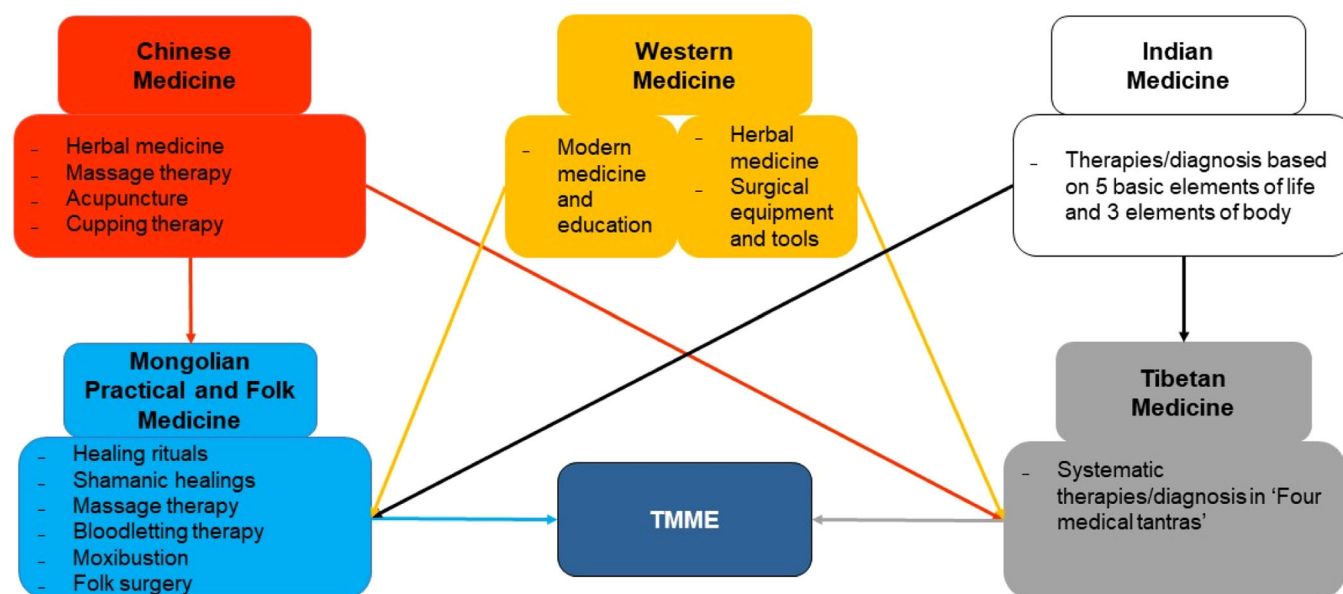 Chinese
Medicine
- Herbal medicine
- Massage therapy
- Acupuncture
- Cupping therapy
Western
Medicine
- Modern
medicine
and
education
- Herbal
medicine
- Surgical
equipment
and tools
Indian
Medicine
- Therapies/diagnosis based
on 5 basic elements of life
and 3 elements of body
Mongolian
Practical and Folk
Medicine
- Healing rituals
- Shamanic healings
- Massage therapy
- Bloodletting therapy
- Moxibustion
- Folk surgery
TMME
Tibetan
Medicine
- Systematic
therapies/diagnosis in ‘Four
medical tantras’